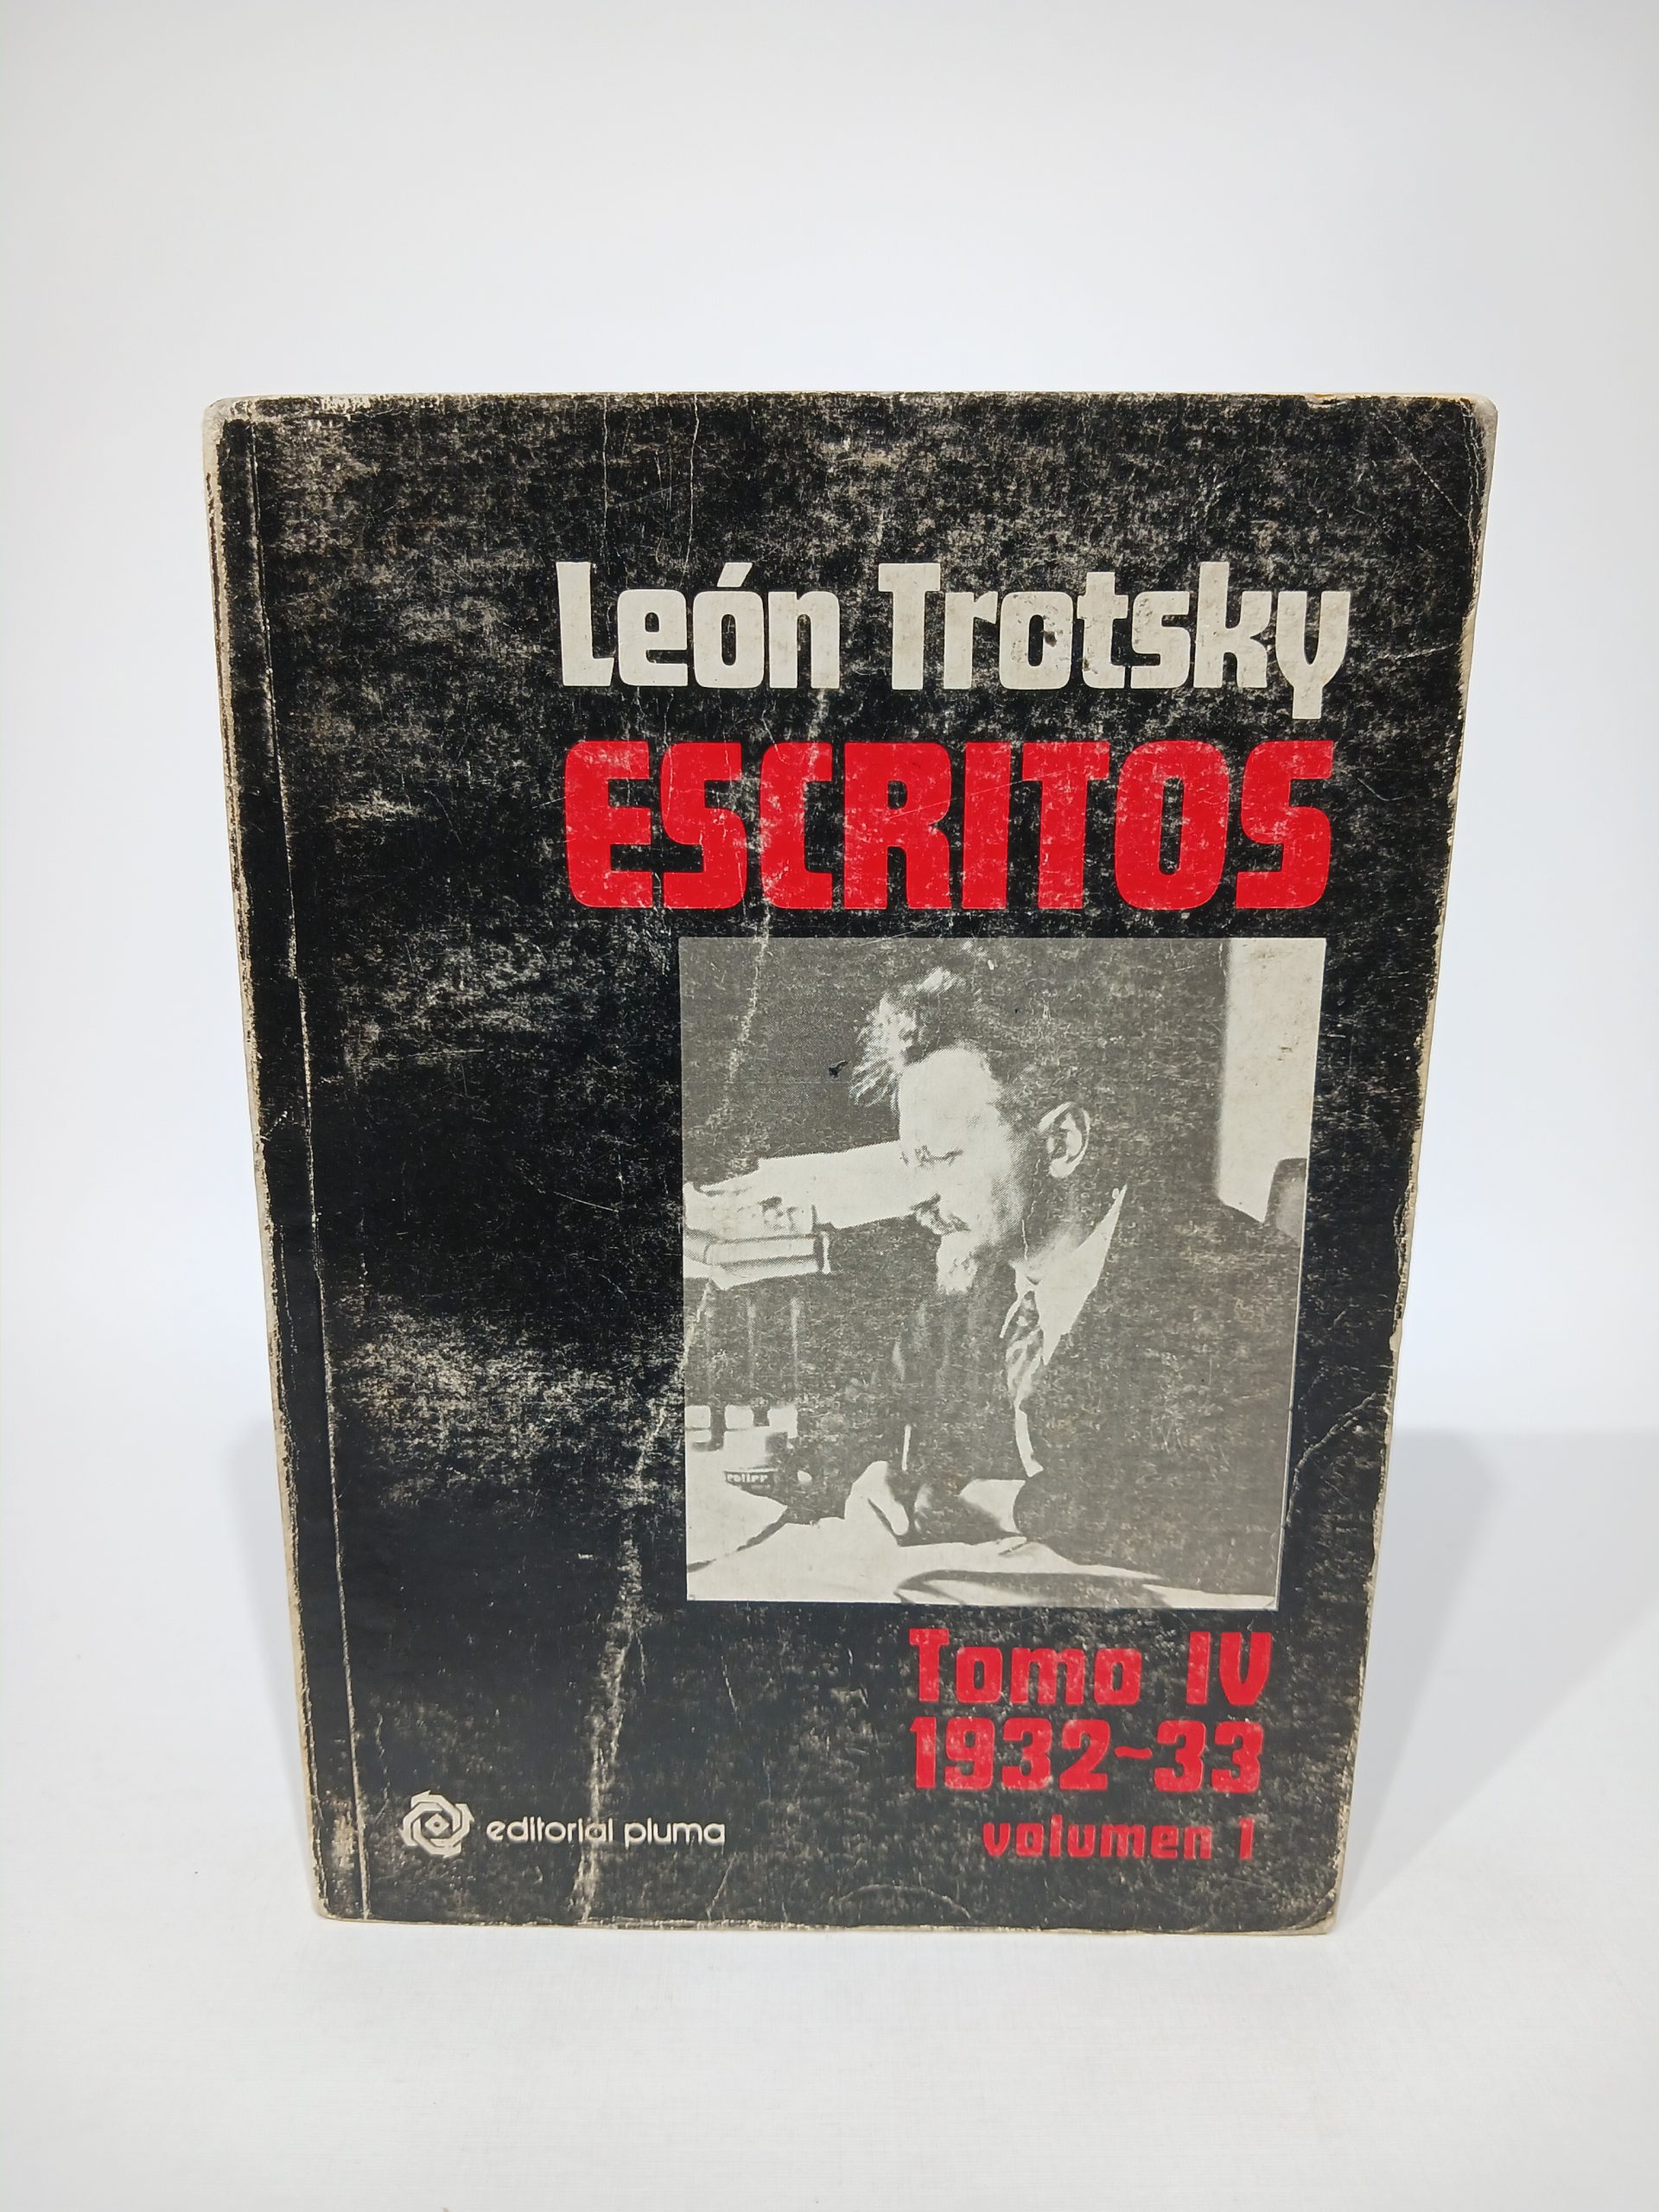 León Trotsky
ESCRITOS
Tomo IV
1932-33
volumen 1
editorial pluma